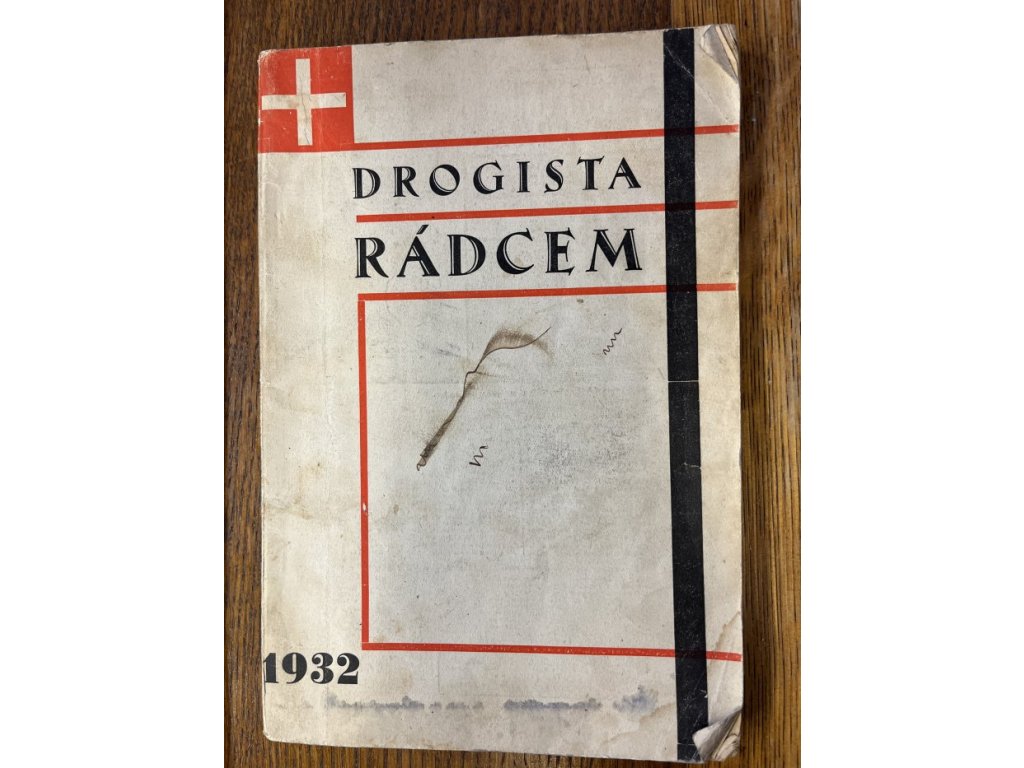 DROGISTA
RÁDCEM
1932